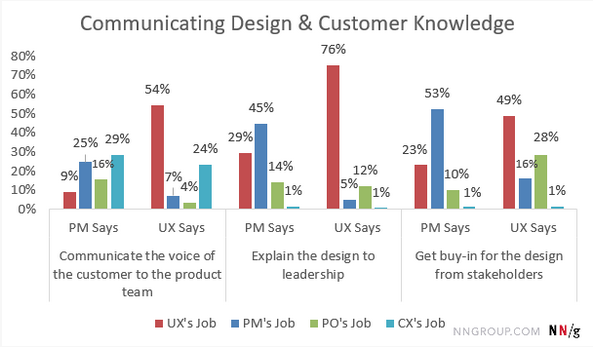 Communicating Design & Customer Knowledge
80%
70%
60%
50%
40%
30%
20%
10%
0%
9% 25% 16% 29% 54% 7% 4% 24% 29% 45% 14% 1% 76% 5% 12% 1% 23% 53% 10% 1% 49% 16% 28% 1%
PM Says UX Says PM Says UX Says PM Says UX Says
Communicate the voice of
the customer to the product
team
Explain the design to
leadership
Get buy-in for the design
from stakeholders
UX's Job PM's Job PO's Job CX's Job
NNGROUP.COM NN/g